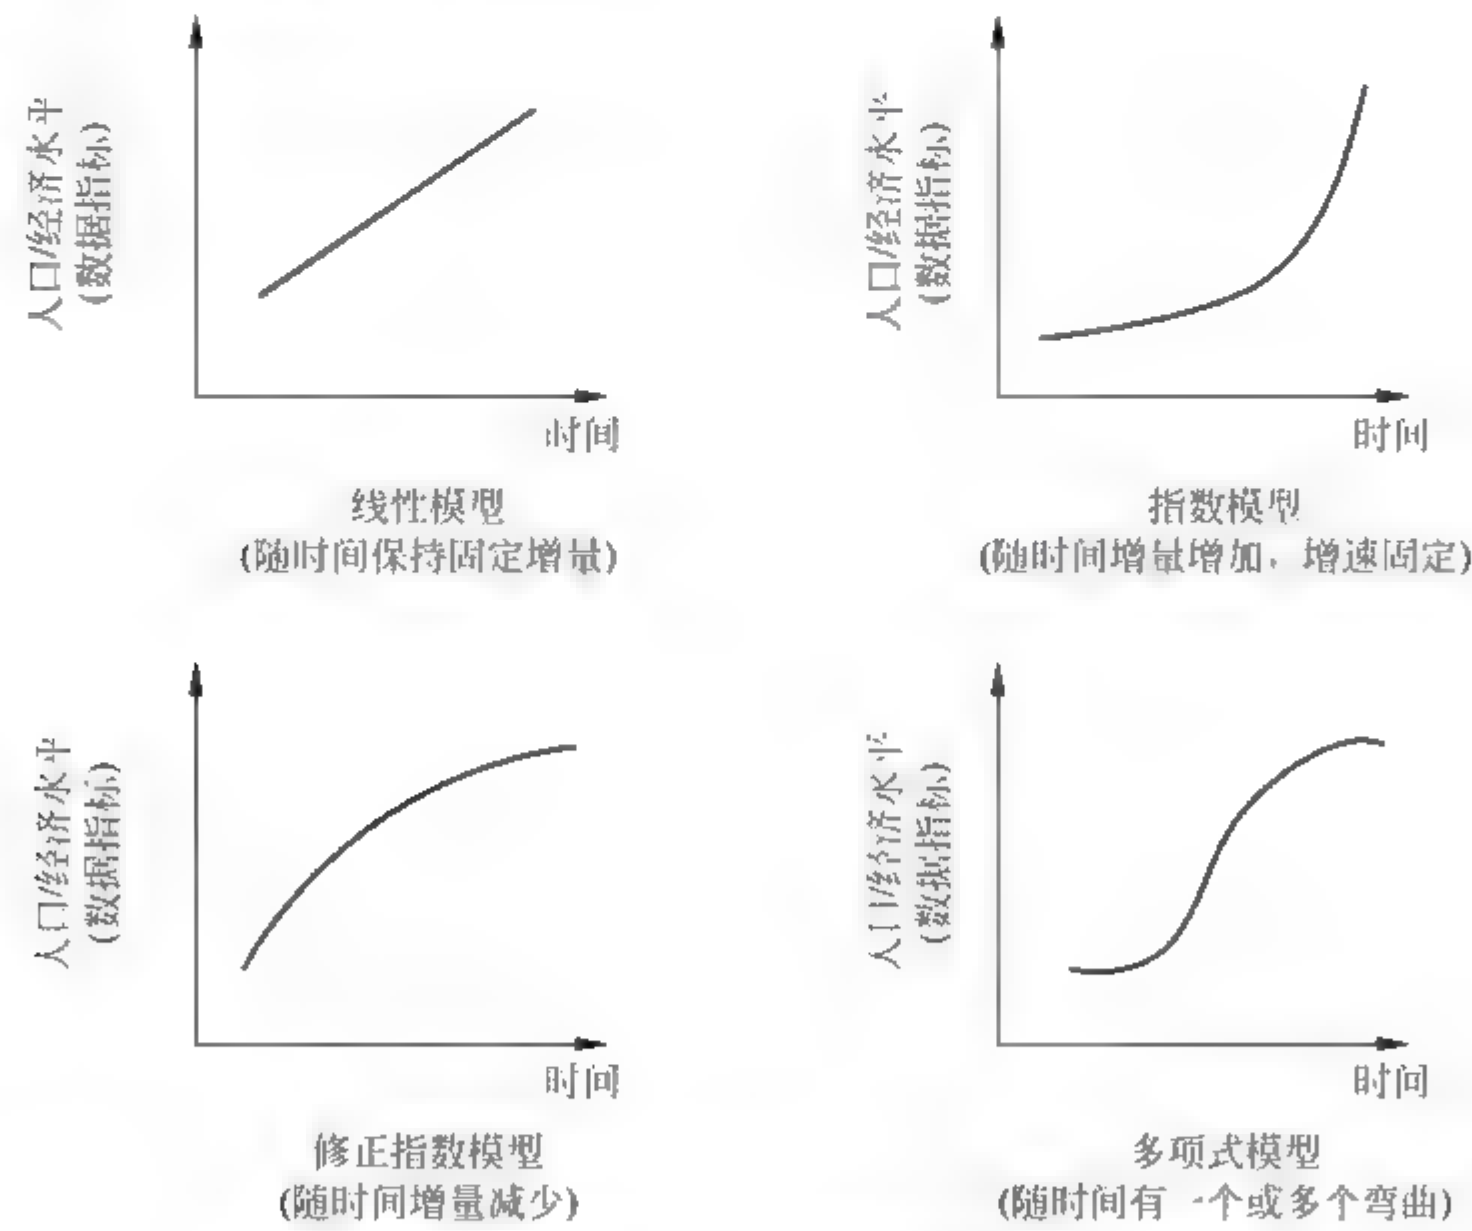 人口/经济水平
(数据指标)
时间
线性模型
(随时间保持固定增量)
人口/经济水平
(数据指标)
时间
指数模型
(随时间增量增加，增速固定)
人口/经济水平
(数据指标)
时间
修正指数模型
(随时间增量减少)
人口/经济水平
(数据指标)
时间
多项式模型
(随时间有一个或多个弯曲)